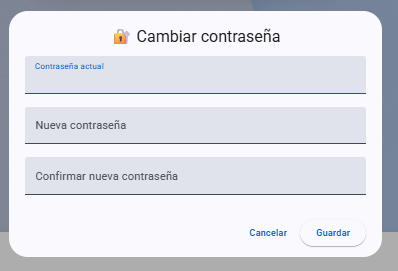 🔐 Cambiar contraseña
Contraseña actual
Nueva contraseña
Confirmar nueva contraseña
Cancelar Guardar